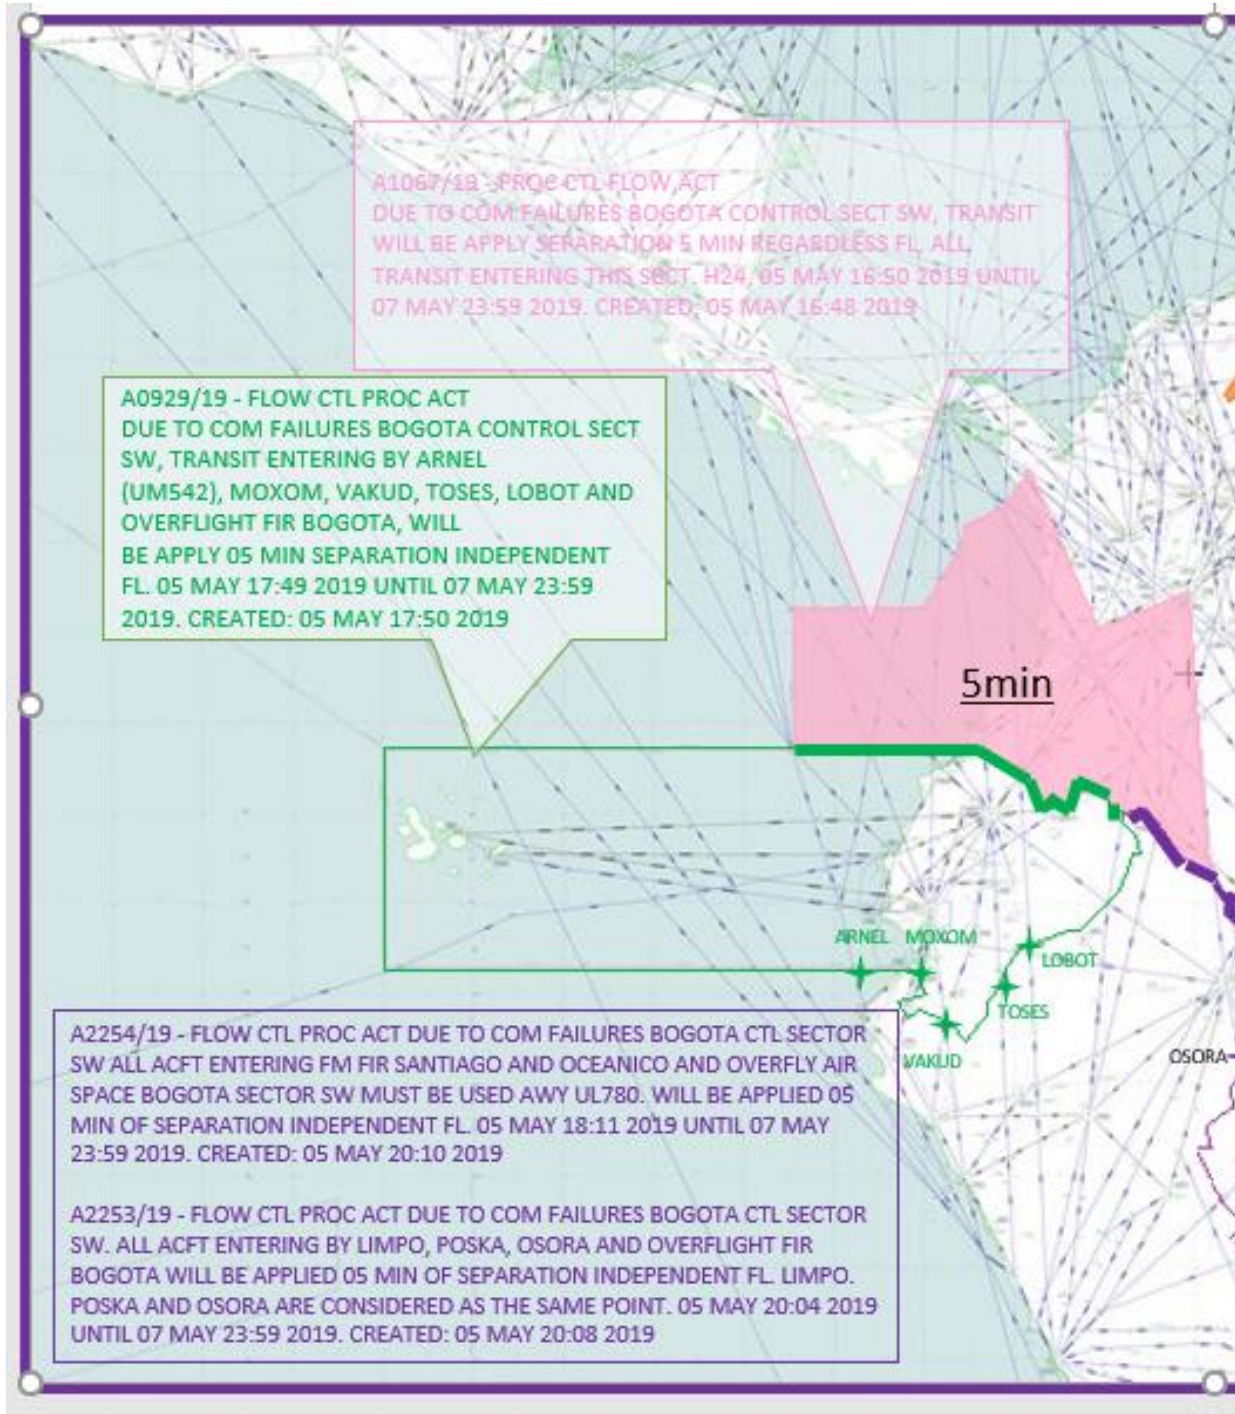 A1067/19 - PROC CTL FLOW ACT
DUE TO COM FAILURES BOGOTA CONTROL SECT SW, TRANSIT
WILL BE APPLY SEPARATION 5 MIN REGARDLESS FL, ALL
TRANSIT ENTERING THIS SECT. H24, 05 MAY 16:50 2019 UNTIL
07 MAY 23:59 2019. CREATED: 05 MAY 16:48 2019
A0929/19 - FLOW CTL PROC ACT
DUE TO COM FAILURES BOGOTA CONTROL SECT
SW, TRANSIT ENTERING BY ARNEL
(UM542), MOXOM, VAKUD, TOSES, LOBOT AND
OVERFLIGHT FIR BOGOTA, WILL
BE APPLY 05 MIN SEPARATION INDEPENDENT
FL. 05 MAY 17:49 2019 UNTIL 07 MAY 23:59
2019. CREATED: 05 MAY 17:50 2019
5min
ARNEL MOXOM
LOBOT
TOSES
VAKUD
OSORA
A2254/19 - FLOW CTL PROC ACT DUE TO COM FAILURES BOGOTA CTL SECTOR
SW ALL ACFT ENTERING FM FIR SANTIAGO AND OCEANICO AND OVERFLY AIR
SPACE BOGOTA SECTOR SW MUST BE USED AWY UL780. WILL BE APPLIED 05
MIN OF SEPARATION INDEPENDENT FL. 05 MAY 18:11 2019 UNTIL 07 MAY
23:59 2019. CREATED: 05 MAY 20:10 2019
A2253/19 - FLOW CTL PROC ACT DUE TO COM FAILURES BOGOTA CTL SECTOR
SW. ALL ACFT ENTERING BY LIMPO, POSKA, OSORA AND OVERFLIGHT FIR
BOGOTA WILL BE APPLIED 05 MIN OF SEPARATION INDEPENDENT FL. LIMPO.
POSKA AND OSORA ARE CONSIDERED AS THE SAME POINT. 05 MAY 20:04 2019
UNTIL 07 MAY 23:59 2019. CREATED: 05 MAY 20:08 2019